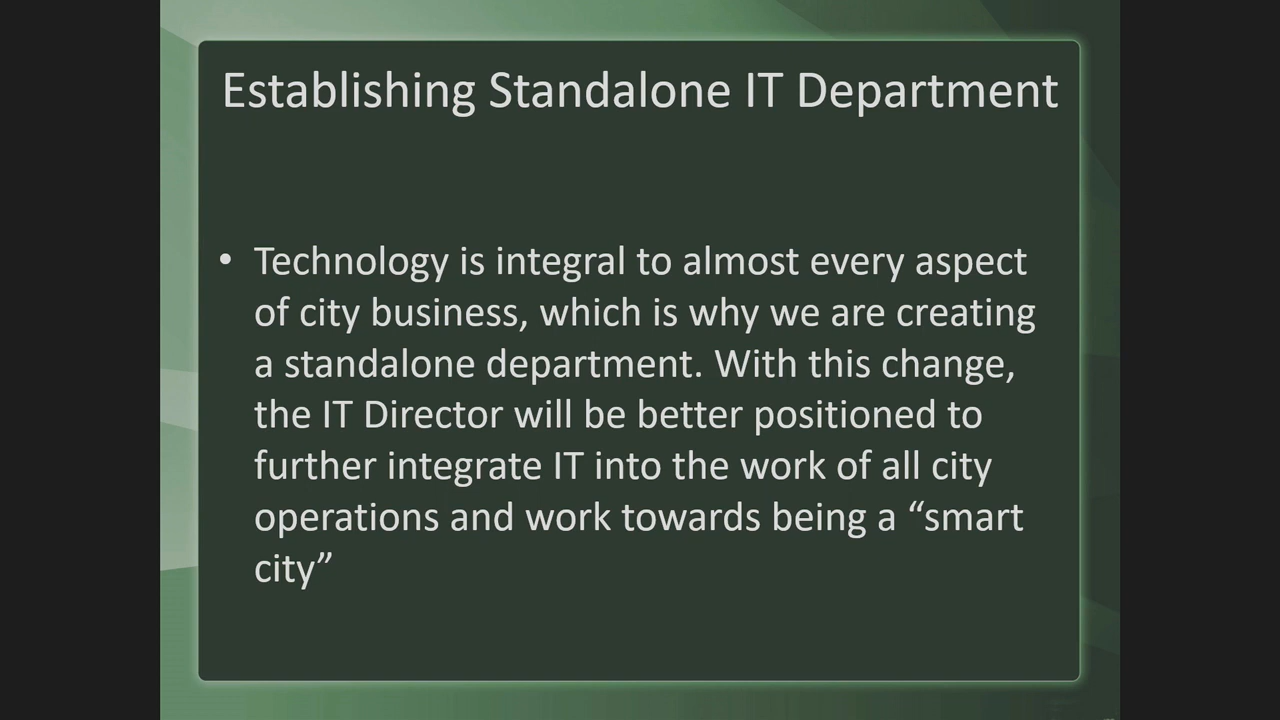 Establishing Standalone IT Department
• Technology is integral to almost every aspect
of city business, which is why we are creating
a standalone department. With this change,
the IT Director will be better positioned to
further integrate IT into the work of all city
operations and work towards being a “smart
city”